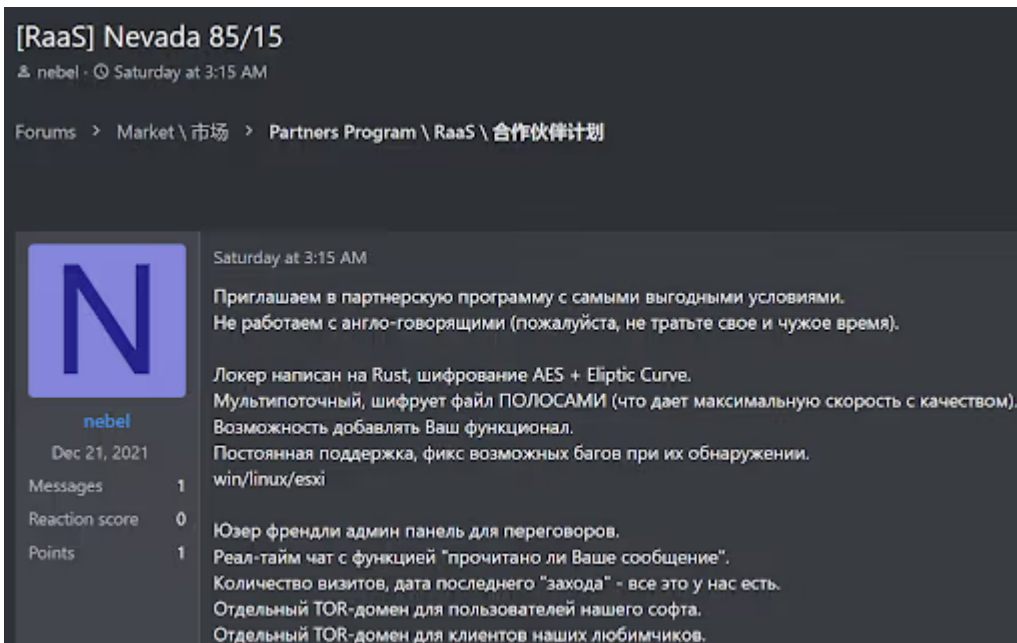 [RaaS] Nevada 85/15
nebel · Saturday at 3:15 AM
Forums > Market \ 市场 > Partners Program \ RaaS \ 合作伙伴计划
N
nebel
Dec 21, 2021
Messages 1
Reaction score 0
Points 1
Saturday at 3:15 AM
Приглашаем в партнерскую программу с самыми выгодными условиями.
Не работаем с англо-говорящими (пожалуйста, не тратьте свое и чужое время).
Локер написан на Rust, шифрование AES + Eliptic Curve.
Мультипоточный, шифрует файл ПОЛОСАМИ (что дает максимальную скорость с качеством).
Возможность добавлять Ваш функционал.
Постоянная поддержка, фикс возможных багов при их обнаружении.
win/linux/esxi
Юзер френдли админ панель для переговоров.
Реал-тайм чат с функцией "прочитано ли Ваше сообщение".
Количество визитов, дата последнего "захода" - все это у нас есть.
Отдельный TOR-домен для пользователей нашего софта.
Отдельный TOR-домен для клиентов наших любимчиков.